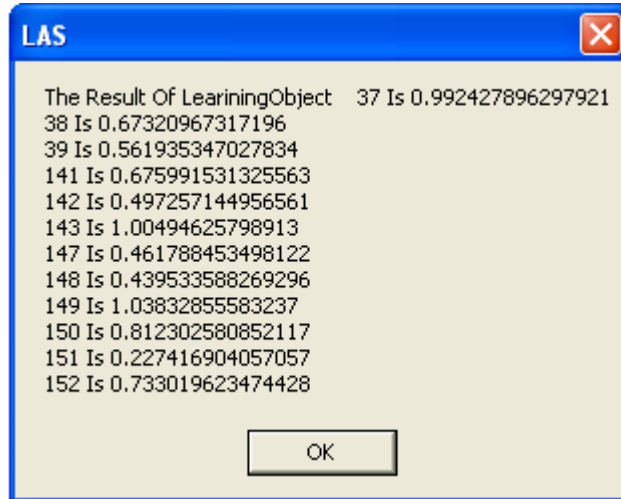 LAS
The Result Of LeariningObject 37 Is 0.992427896297921
38 Is 0.67320967317196
39 Is 0.561935347027834
141 Is 0.675991531325563
142 Is 0.497257144956561
143 Is 1.00494625798913
147 Is 0.461788453498122
148 Is 0.439533588269296
149 Is 1.03832855583237
150 Is 0.812302580852117
151 Is 0.227416904057057
152 Is 0.733019623474428
OK